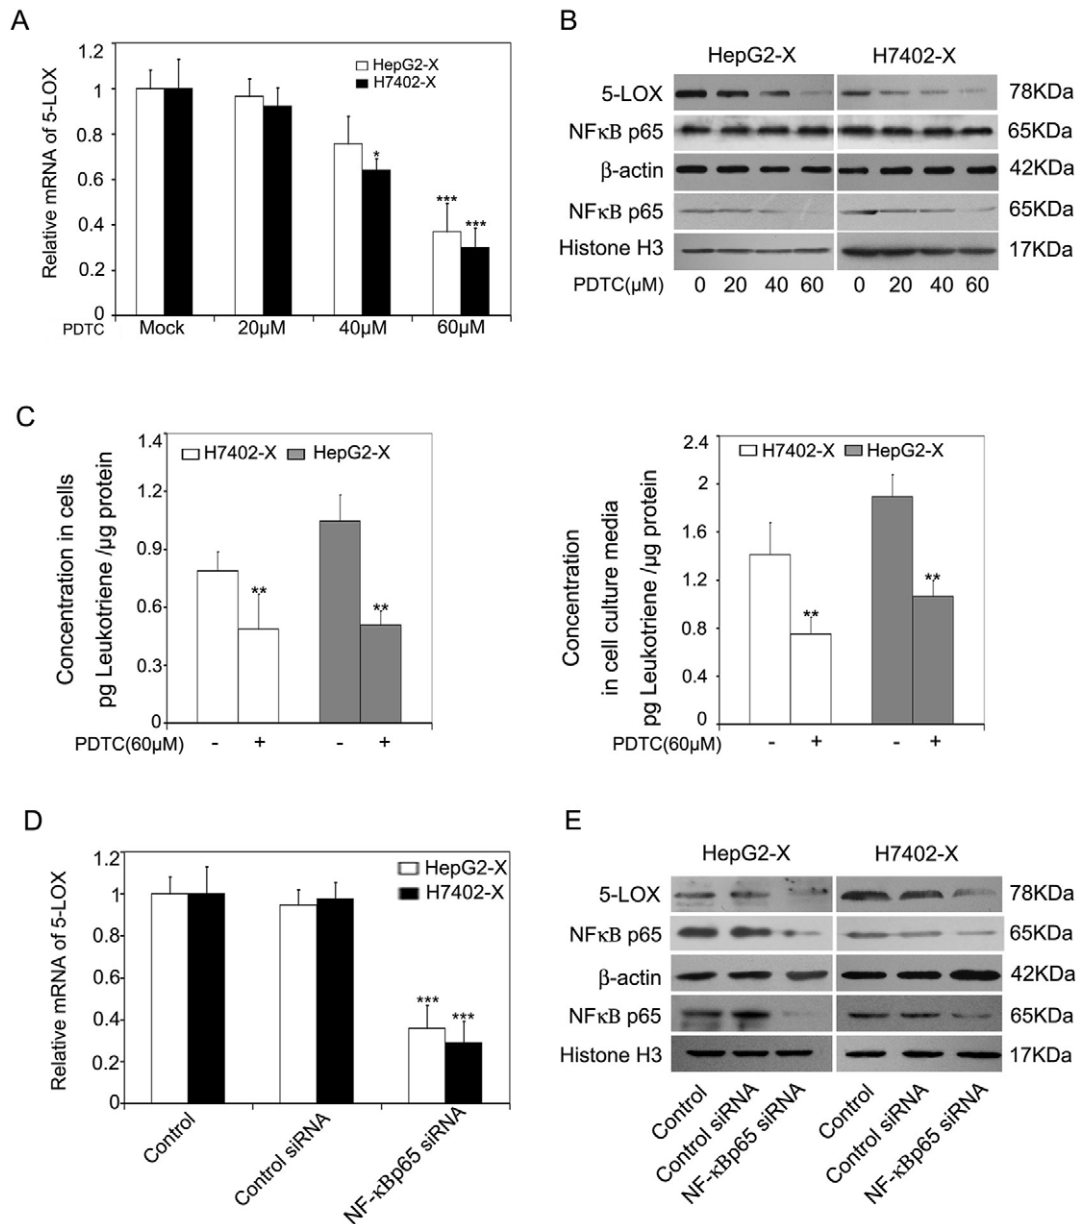 A
1.2
1
0.8
0.6
0.4
0.2
0
Relative mRNA of 5-LOX
HepG2-X
H7402-X
*
***
***
PDTC Mock 20μM 40μM 60μM
B
HepG2-X H7402-X
5-LOX 78KDa
NFκB p65 65KDa
β-actin 42KDa
NFκB p65 65KDa
Histone H3 17KDa
PDTC(μM) 0 20 40 60 0 20 40 60
C
1.4
1.2
0.9
0.6
0.3
0
Concentration in cells
pg Leukotriene /μg protein
H7402-X HepG2-X
**
**
PDTC(60μM) - + - +
2.4
2
1.6
1.2
0.8
0.4
0
Concentration
in cell culture media
pg Leukotriene /μg protein
H7402-X HepG2-X
**
**
PDTC(60μM) - + - +
D
1.2
1
0.8
0.6
0.4
0.2
0
Relative mRNA of 5-LOX
HepG2-X
H7402-X
***
***
Control
Control siRNA
NF-κBp65 siRNA
E
HepG2-X H7402-X
5-LOX 78KDa
NFκB p65 65KDa
β-actin 42KDa
NFκB p65 65KDa
Histone H3 17KDa
Control
Control siRNA
NF-κBp65 siRNA
Control
Control siRNA
NF-κBp65 siRNA